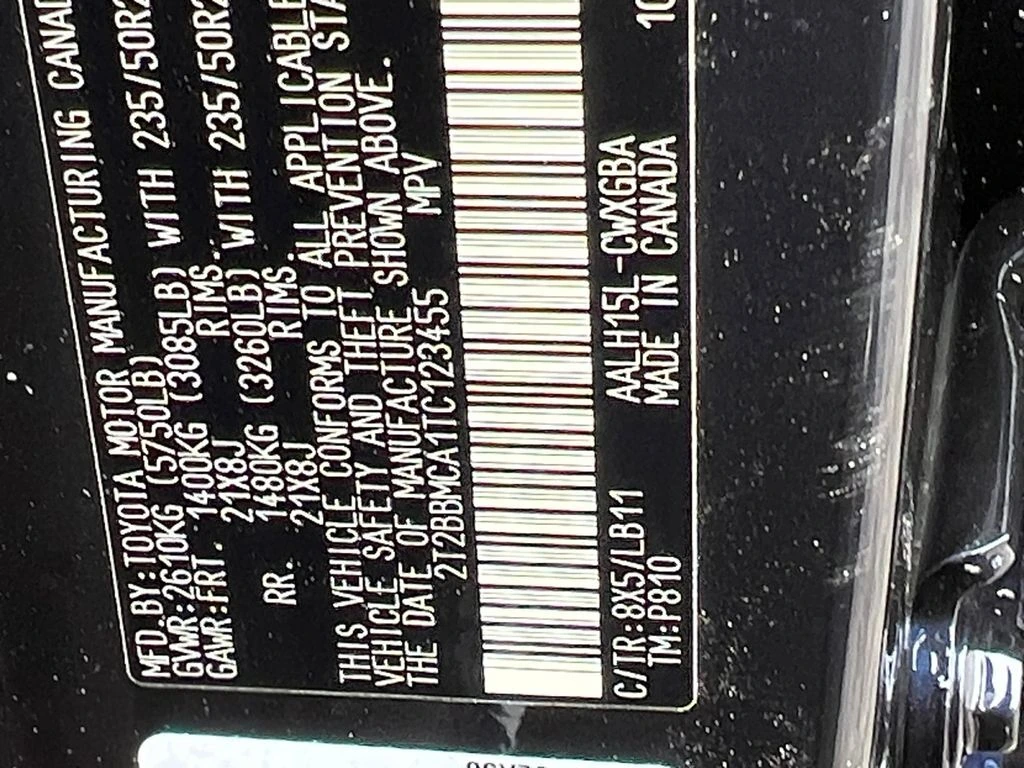 MFD.BY:TOYOTA MOTOR MANUFACTURING CANAD
GVWR:2610KG (5750LB)
GAWR:FRT. 1400KG (3085LB) WITH 235/50R2
21X8J RIMS.
RR. 1480KG (3260LB) WITH 235/50R2
21X8J RIMS.
THIS VEHICLE CONFORMS TO ALL APPLICABLE
VEHICLE SAFETY AND THEFT PREVENTION STA
THE DATE OF MANUFACTURE SHOWN ABOVE.
2T2BBMCA1TC123455 MPV
C/TR:8X5/LB11 AALH15L-CWXGBA 10
TM:P810 MADE IN CANADA